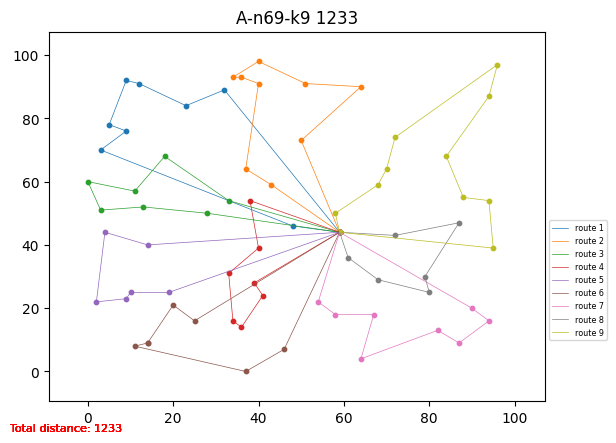 A-n69-k9 1233
100
80
60
40
20
0
0 20 40 60 80 100
route 1
route 2
route 3
route 4
route 5
route 6
route 7
route 8
route 9
Total distance: 1233